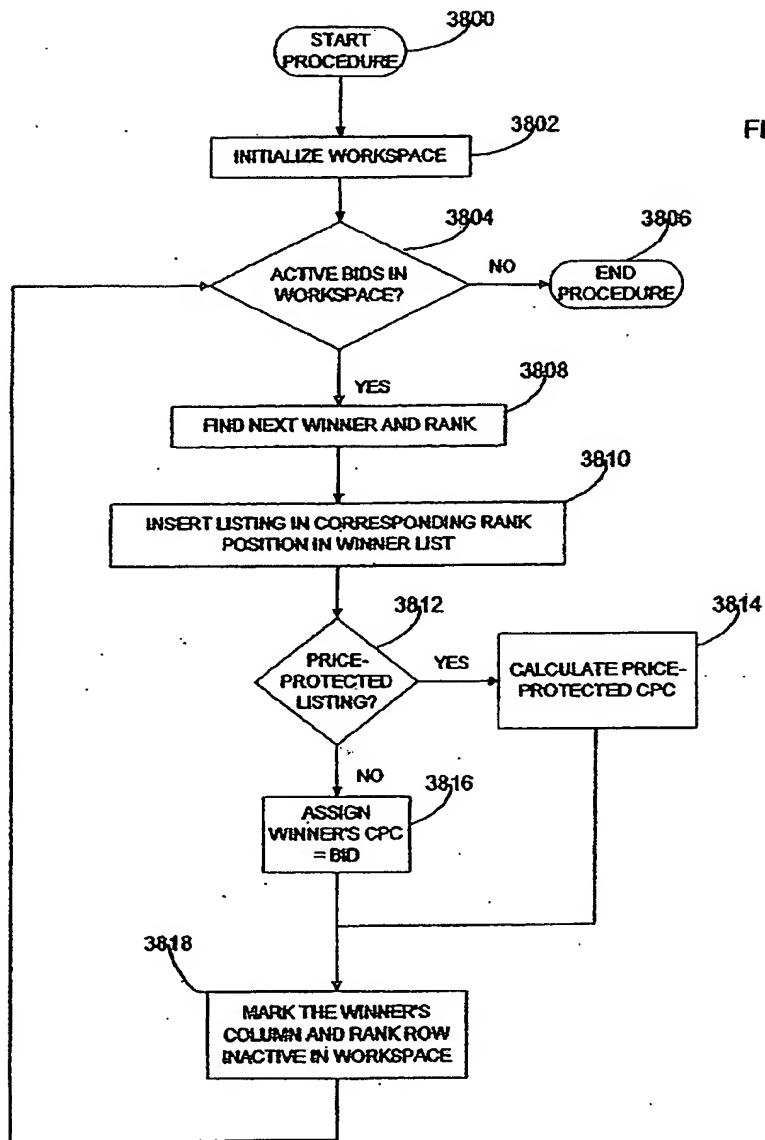 3800
START
PROCEDURE
3802
FI
INITIALIZE WORKSPACE
3804
3806
ACTIVE BIDS IN
WORKSPACE?
NO
END
PROCEDURE
YES
3808
FIND NEXT WINNER AND RANK
3810
INSERT LISTING IN CORRESPONDING RANK
POSITION IN WINNER LIST
3812
3814
PRICE-
PROTECTED
LISTING?
YES
CALCULATE PRICE-
PROTECTED CPC
NO
3816
ASSIGN
WINNER'S CPC
= BID
3818
MARK THE WINNER'S
COLUMN AND RANK ROW
INACTIVE IN WORKSPACE